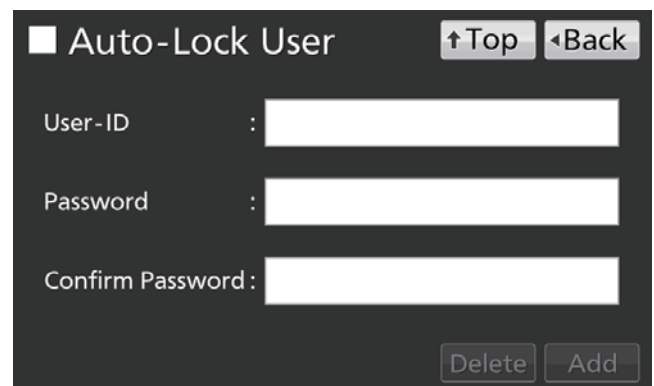 Auto-Lock User ↑Top ◂Back
User-ID :
Password :
Confirm Password :
Delete Add